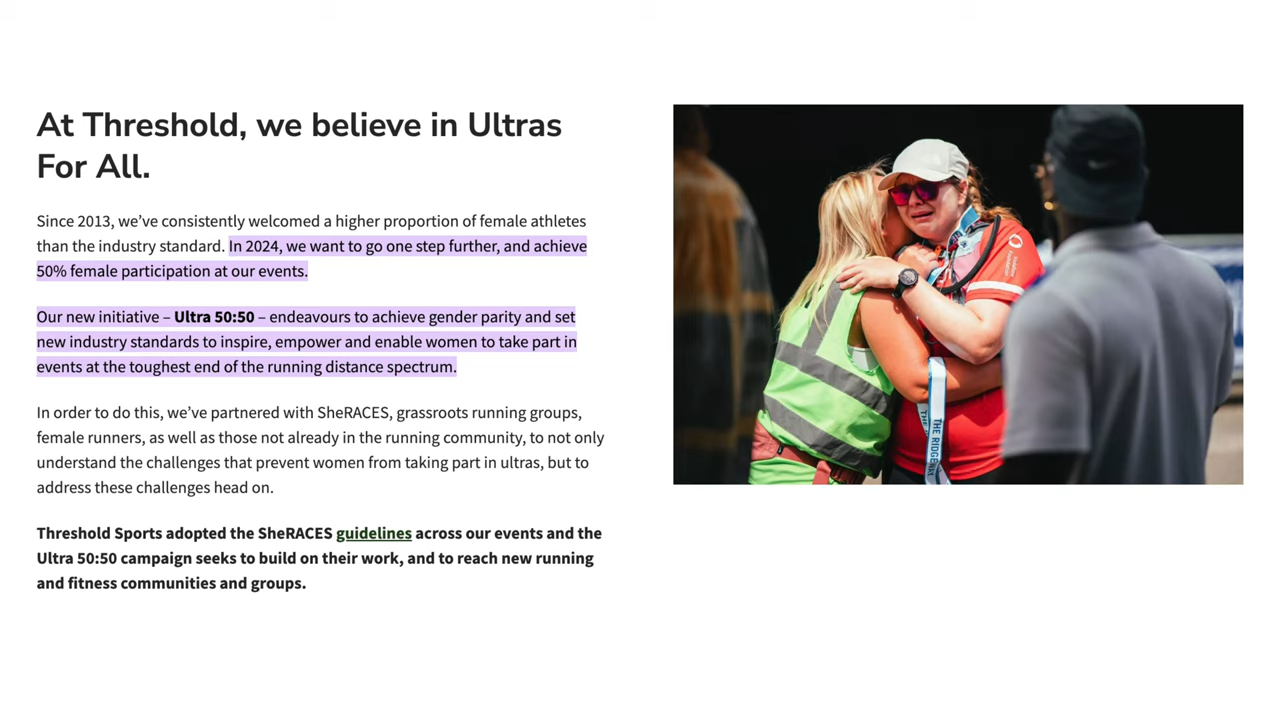 At Threshold, we believe in Ultras
For All.
Since 2013, we’ve consistently welcomed a higher proportion of female athletes
than the industry standard. In 2024, we want to go one step further, and achieve
50% female participation at our events.
Our new initiative – Ultra 50:50 – endeavours to achieve gender parity and set
new industry standards to inspire, empower and enable women to take part in
events at the toughest end of the running distance spectrum.
In order to do this, we’ve partnered with SheRACES, grassroots running groups,
female runners, as well as those not already in the running community, to not only
understand the challenges that prevent women from taking part in ultras, but to
address these challenges head on.
Threshold Sports adopted the SheRACES guidelines across our events and the
Ultra 50:50 campaign seeks to build on their work, and to reach new running
and fitness communities and groups.
THE RIDGEWAY